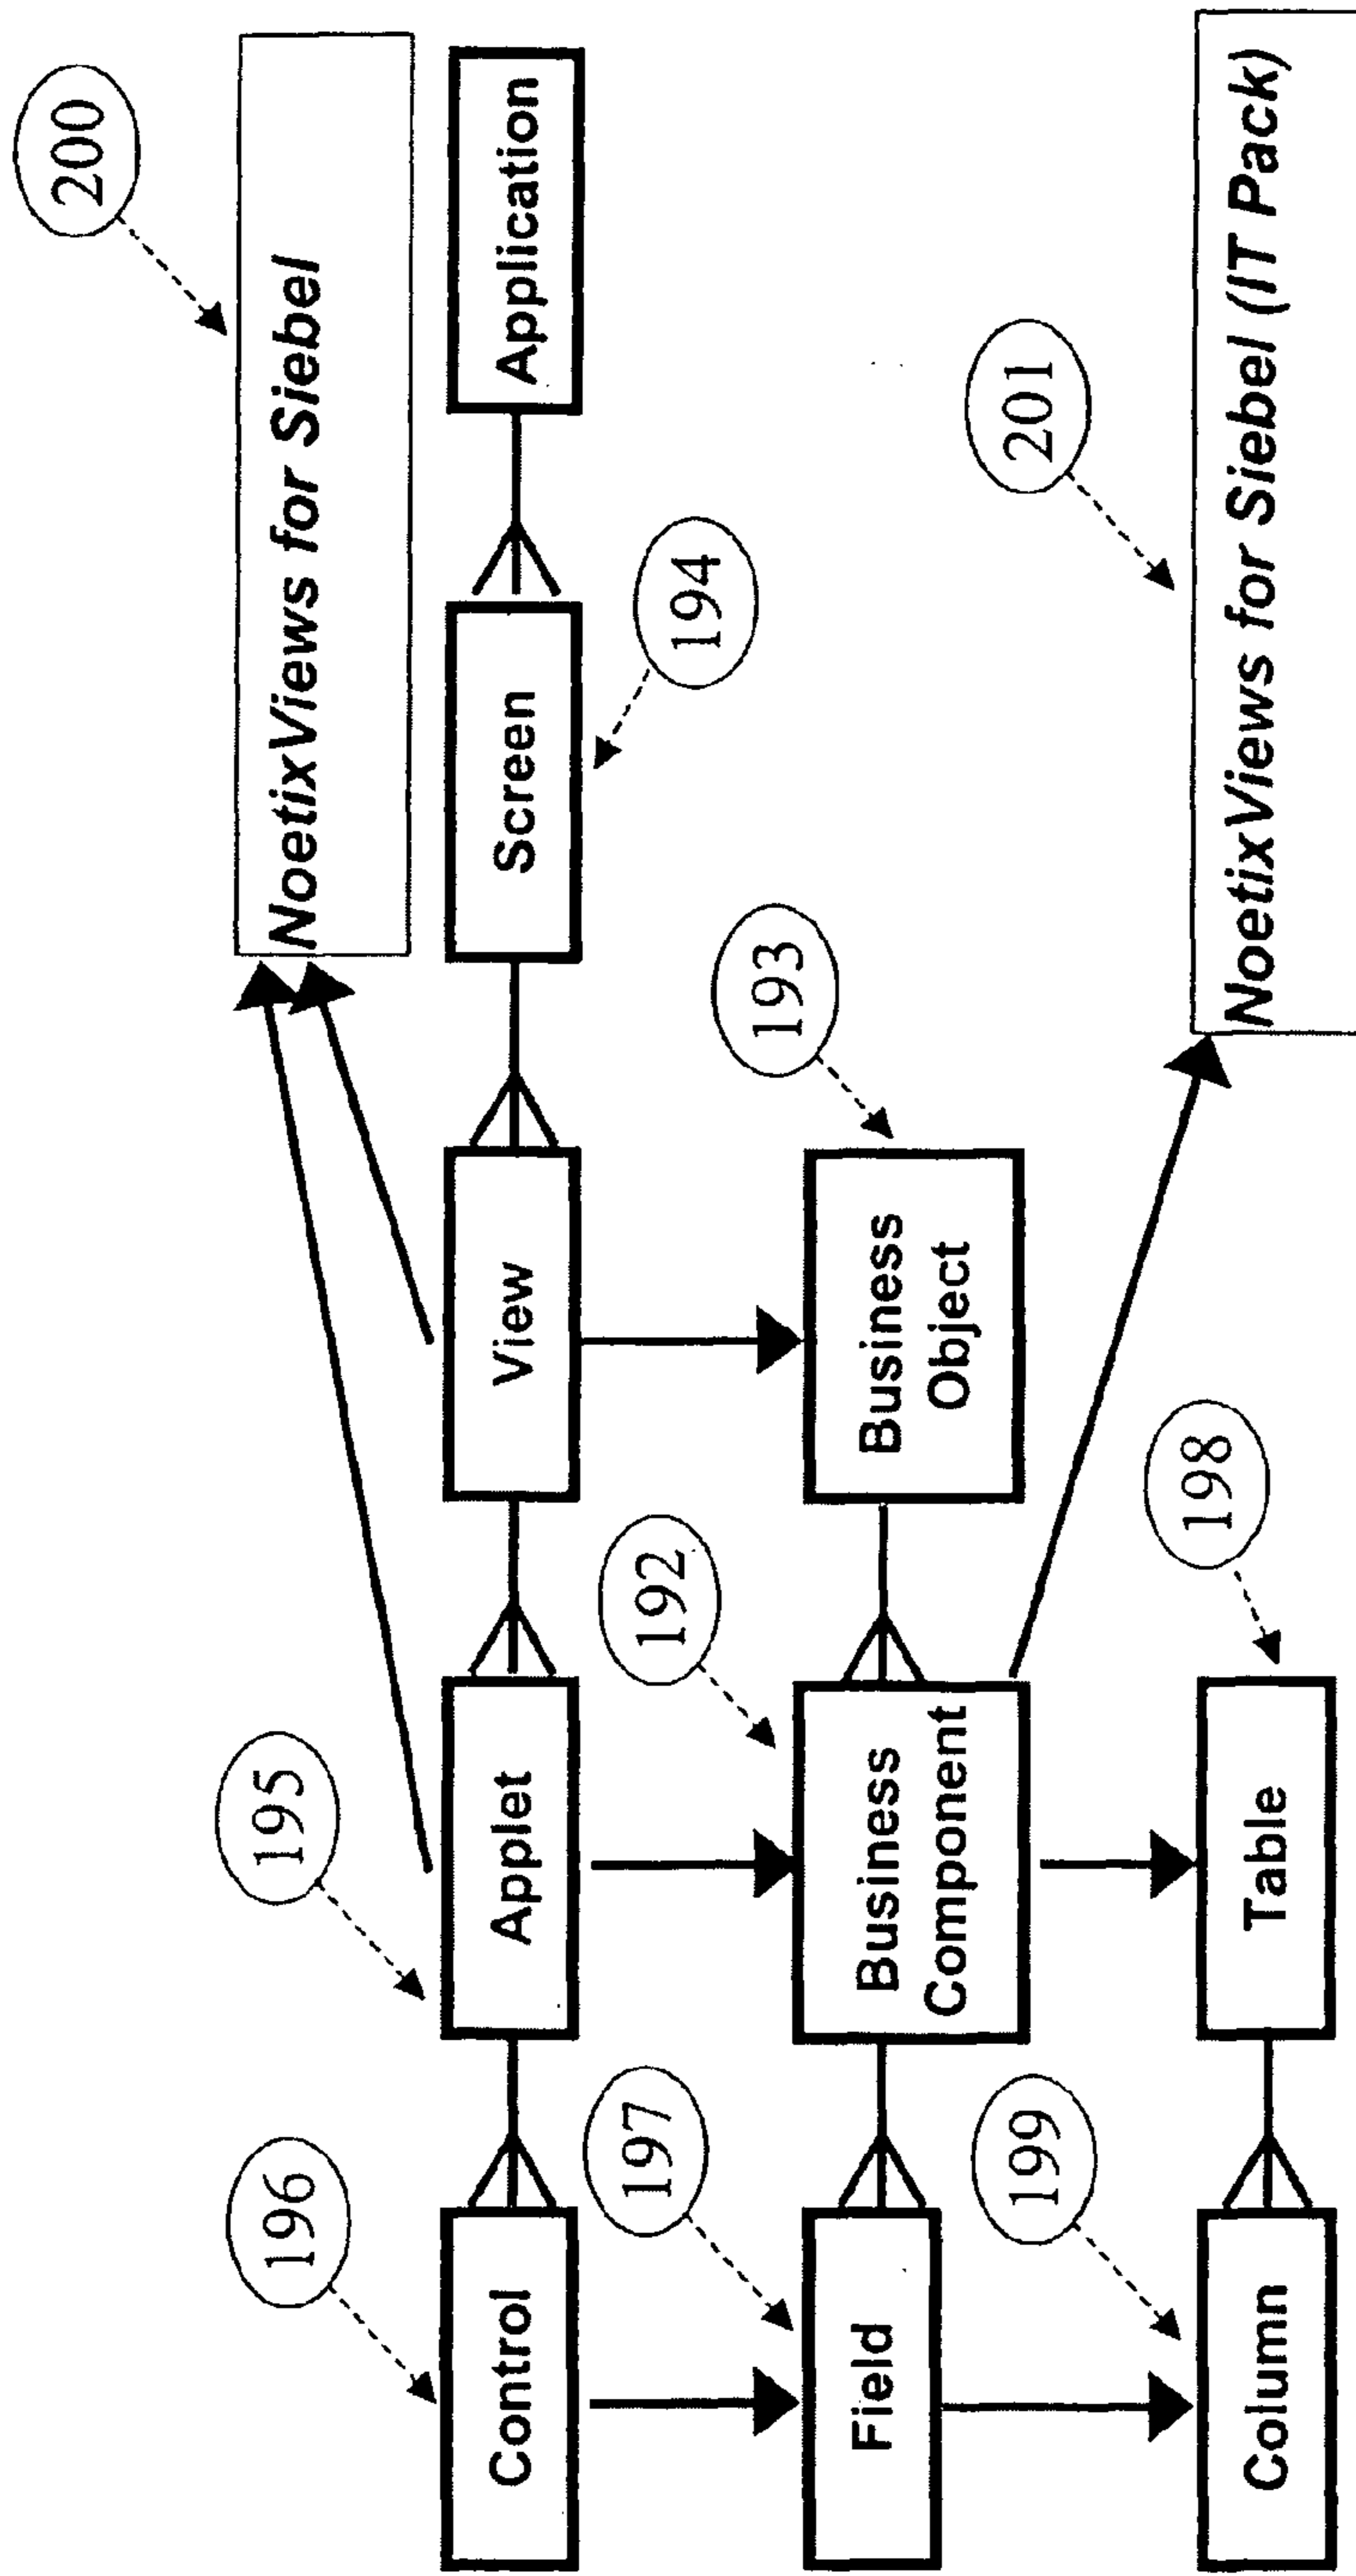 200
NoetixViews for Siebel
195
196
Control
Applet
View
Screen
Application
194
192
193
197
Field
Business
Component
Business
Object
201
199
198
Column
Table
NoetixViews for Siebel (IT Pack)